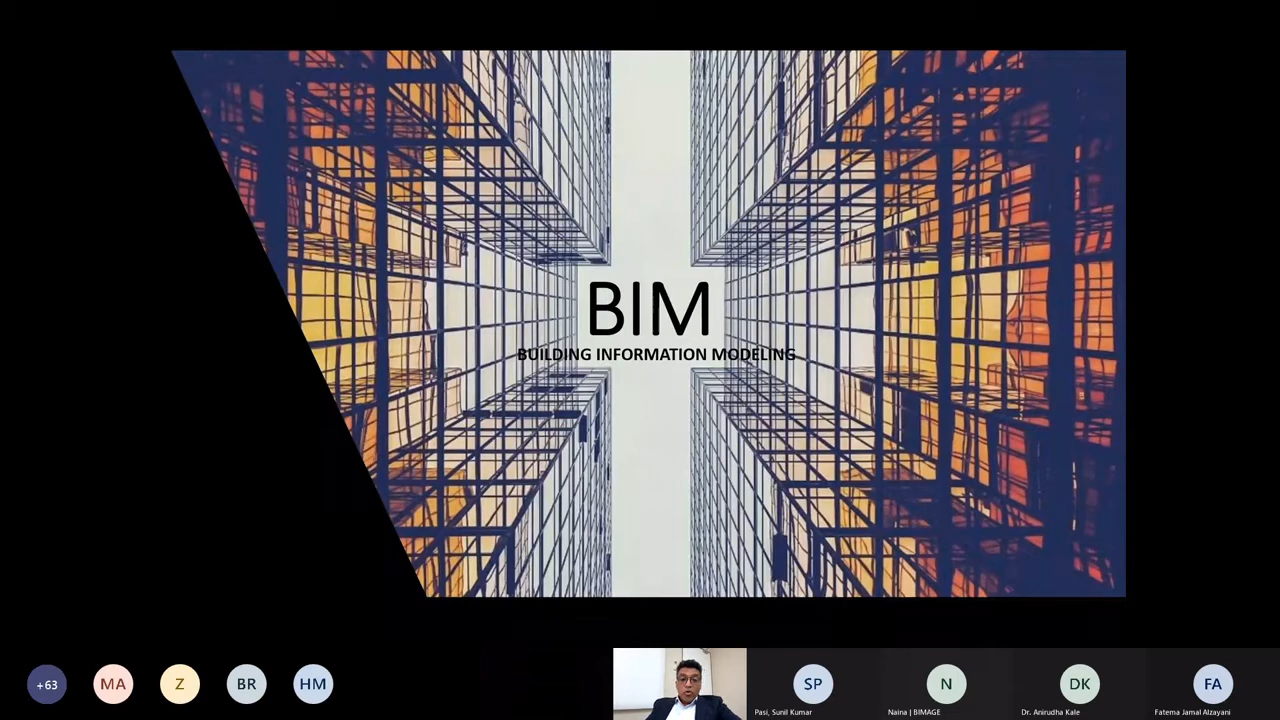 BIM
BUILDING INFORMATION MODELING
+63
MA
Z
BR
HM
SP
N
DK
FA
Pasi, Sunil Kumar
Naina | BIMAGE
Dr. Anirudha Kale
Fatema Jamal Alzayani